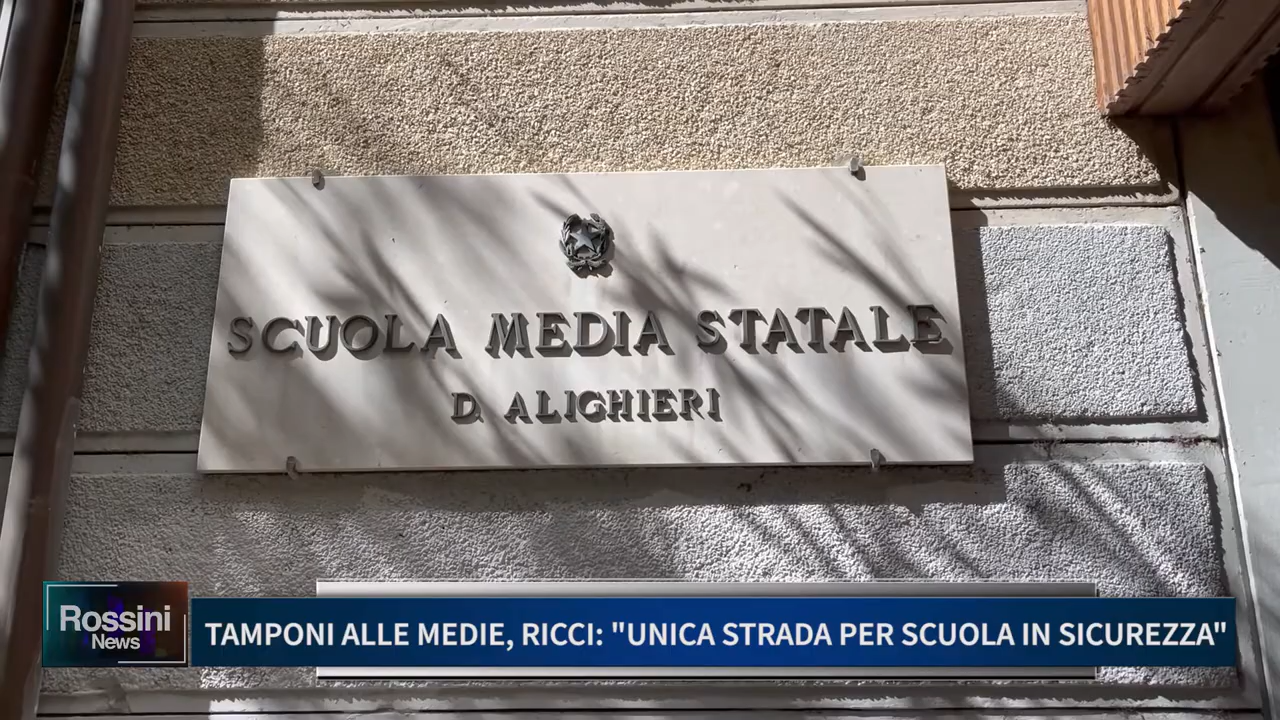 SCUOLA MEDIA STATALE
D. ALIGHIERI
Rossini
News
TAMPONI ALLE MEDIE, RICCI: "UNICA STRADA PER SCUOLA IN SICUREZZA"